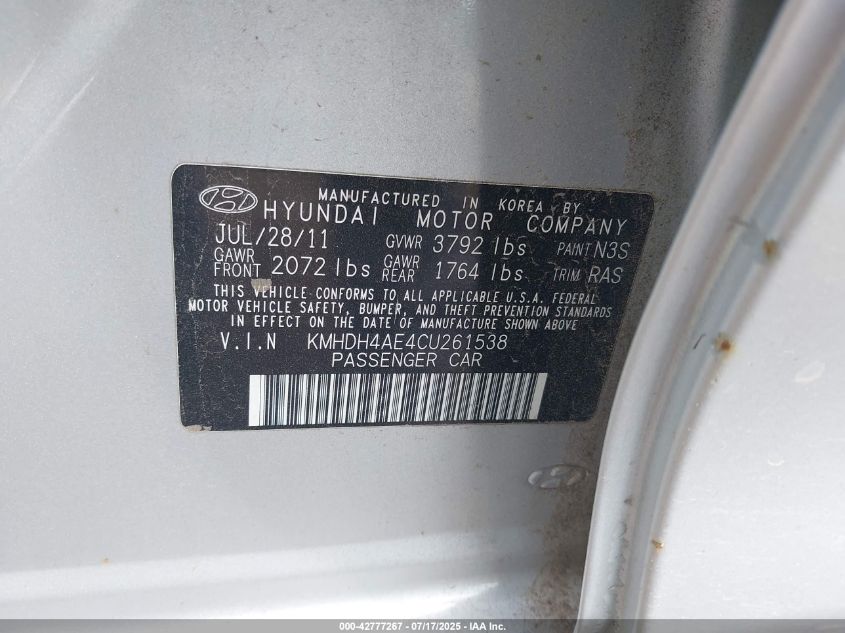 MANUFACTURED IN KOREA BY
HYUNDAI MOTOR COMPANY
JUL/28/11 GVWR 3792 lbs PAINT N3S
GAWR FRONT 2072 lbs GAWR REAR 1764 lbs TRIM RAS
THIS VEHICLE CONFORMS TO ALL APPLICABLE U.S.A. FEDERAL
MOTOR VEHICLE SAFETY, BUMPER, AND THEFT PREVENTION STANDARDS
IN EFFECT ON THE DATE OF MANUFACTURE SHOWN ABOVE
V.I.N KMHDH4AE4CU261538
PASSENGER CAR
000-42777267 - 07/17/2025 - IAA Inc.